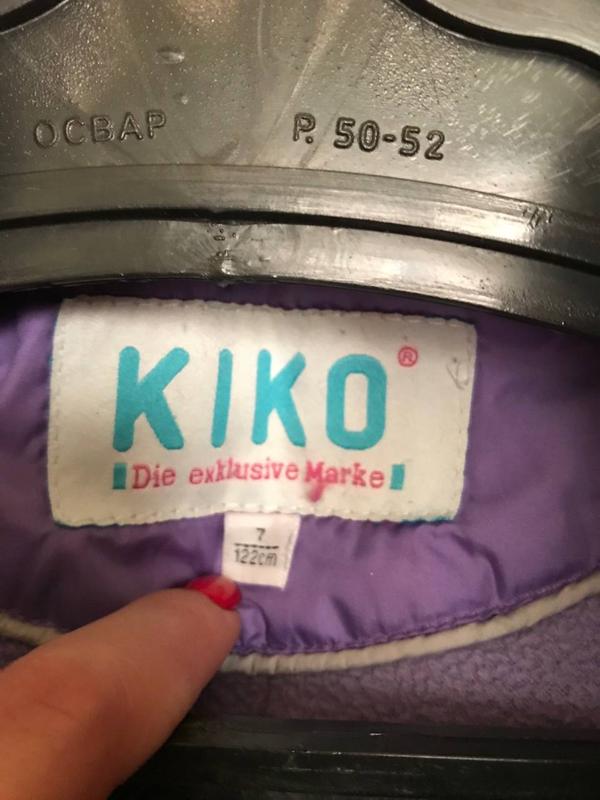 ОСВАР Р. 50-52
KIKO®
Die exklusive Marke
7
122cm